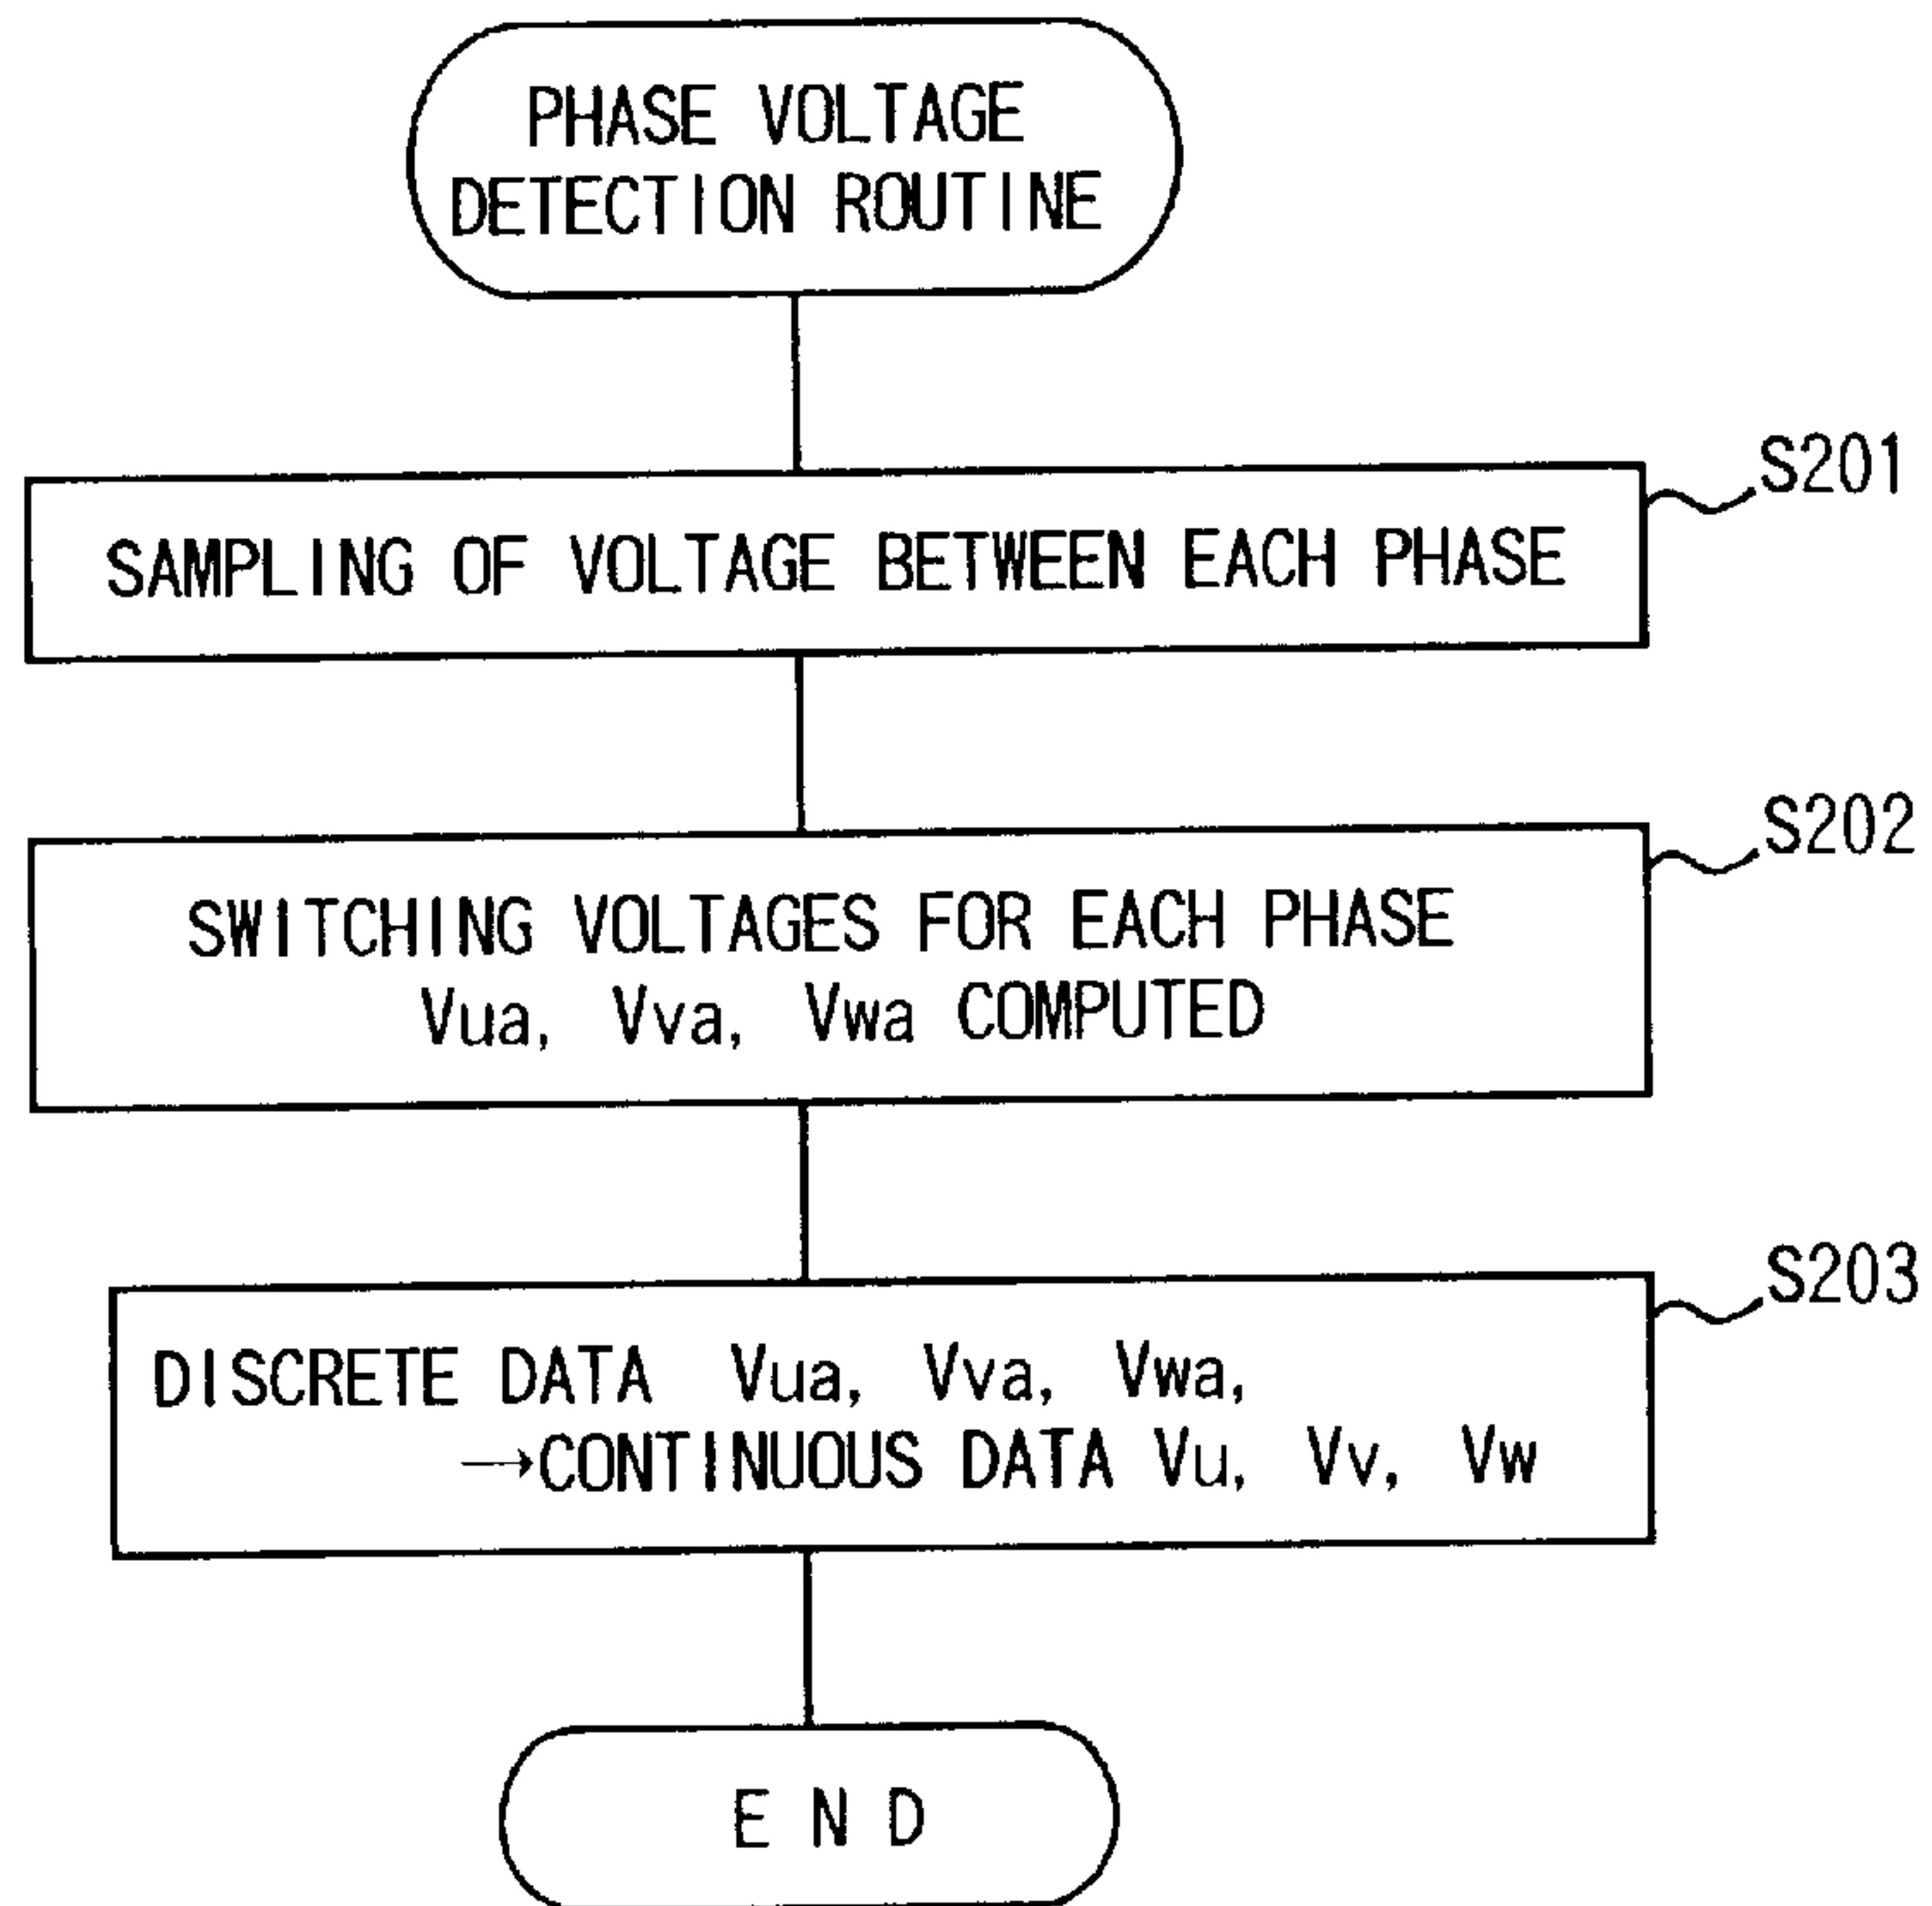 PHASE VOLTAGE
DETECTION ROUTINE
S201
SAMPLING OF VOLTAGE BETWEEN EACH PHASE
S202
SWITCHING VOLTAGES FOR EACH PHASE
Vua, Vva, Vwa COMPUTED
S203
DISCRETE DATA Vua, Vva, Vwa,
→CONTINUOUS DATA Vu, Vv, Vw
END